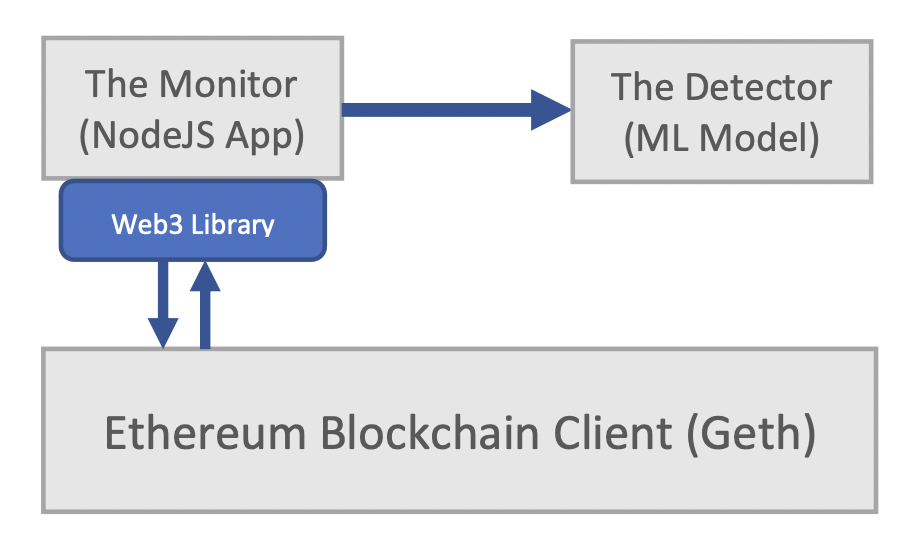 The Monitor
(NodeJS App)
The Detector
(ML Model)
Web3 Library
Ethereum Blockchain Client (Geth)